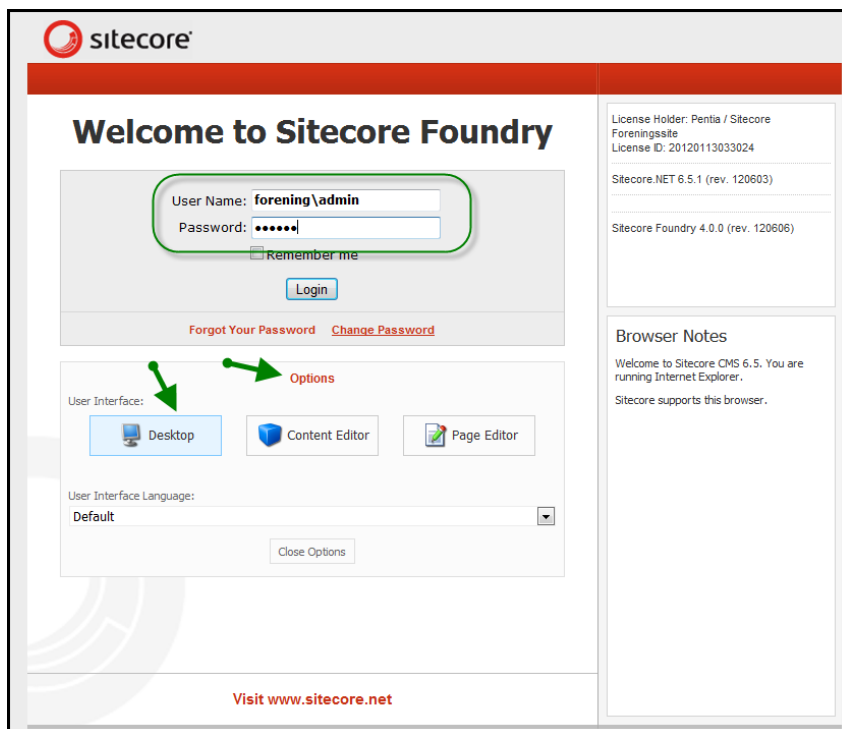 sitecore
Welcome to Sitecore Foundry
User Name: forening\admin
Password: ••••••
Remember me
Login
Forgot Your Password Change Password
Options
User Interface:
Desktop Content Editor Page Editor
User Interface Language:
Default
Close Options
Visit www.sitecore.net
License Holder: Pentia / Sitecore
Foreningssite
License ID: 20120113033024
Sitecore.NET 6.5.1 (rev. 120603)
Sitecore Foundry 4.0.0 (rev. 120606)
Browser Notes
Welcome to Sitecore CMS 6.5. You are
running Internet Explorer.
Sitecore supports this browser.